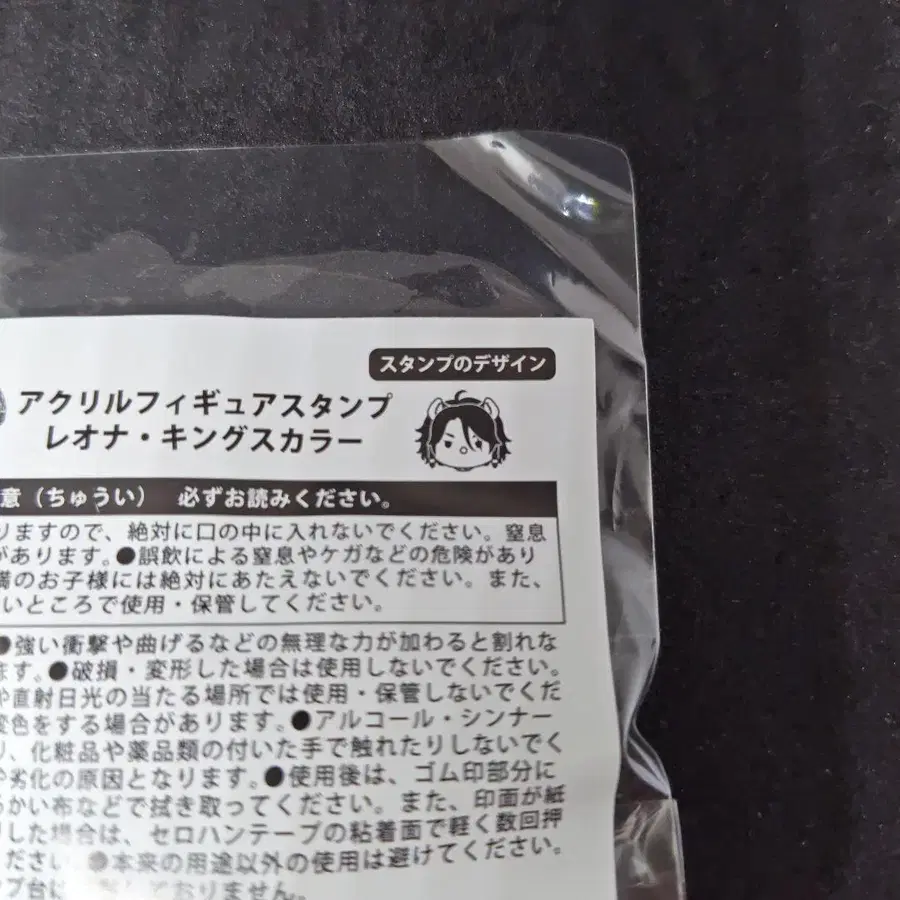 スタンプのデザイン
アクリルフィギュアスタンプ
レオナ・キングスカラー
意（ちゅうい） 必ずお読みください。
りますので、絶対に口の中に入れないでください。窒息
があります。●誤飲による窒息やケガなどの危険があり
満のお子様には絶対にあたえないでください。また、
いところで使用・保管してください。
●強い衝撃や曲げるなどの無理な力が加わると割れな
ます。●破損・変形した場合は使用しないでください。
や直射日光の当たる場所では使用・保管しないでくだ
変色をする場合があります。●アルコール・シンナー
り、化粧品や薬品類の付いた手で触れたりしないでく
や劣化の原因となります。●使用後は、ゴム印部分に
らかい布などで拭き取ってください。また、印面が紙
りした場合は、セロハンテープの粘着面で軽く数回押
ください。●本来の用途以外の使用は避けてください。
プ台は しておりません。